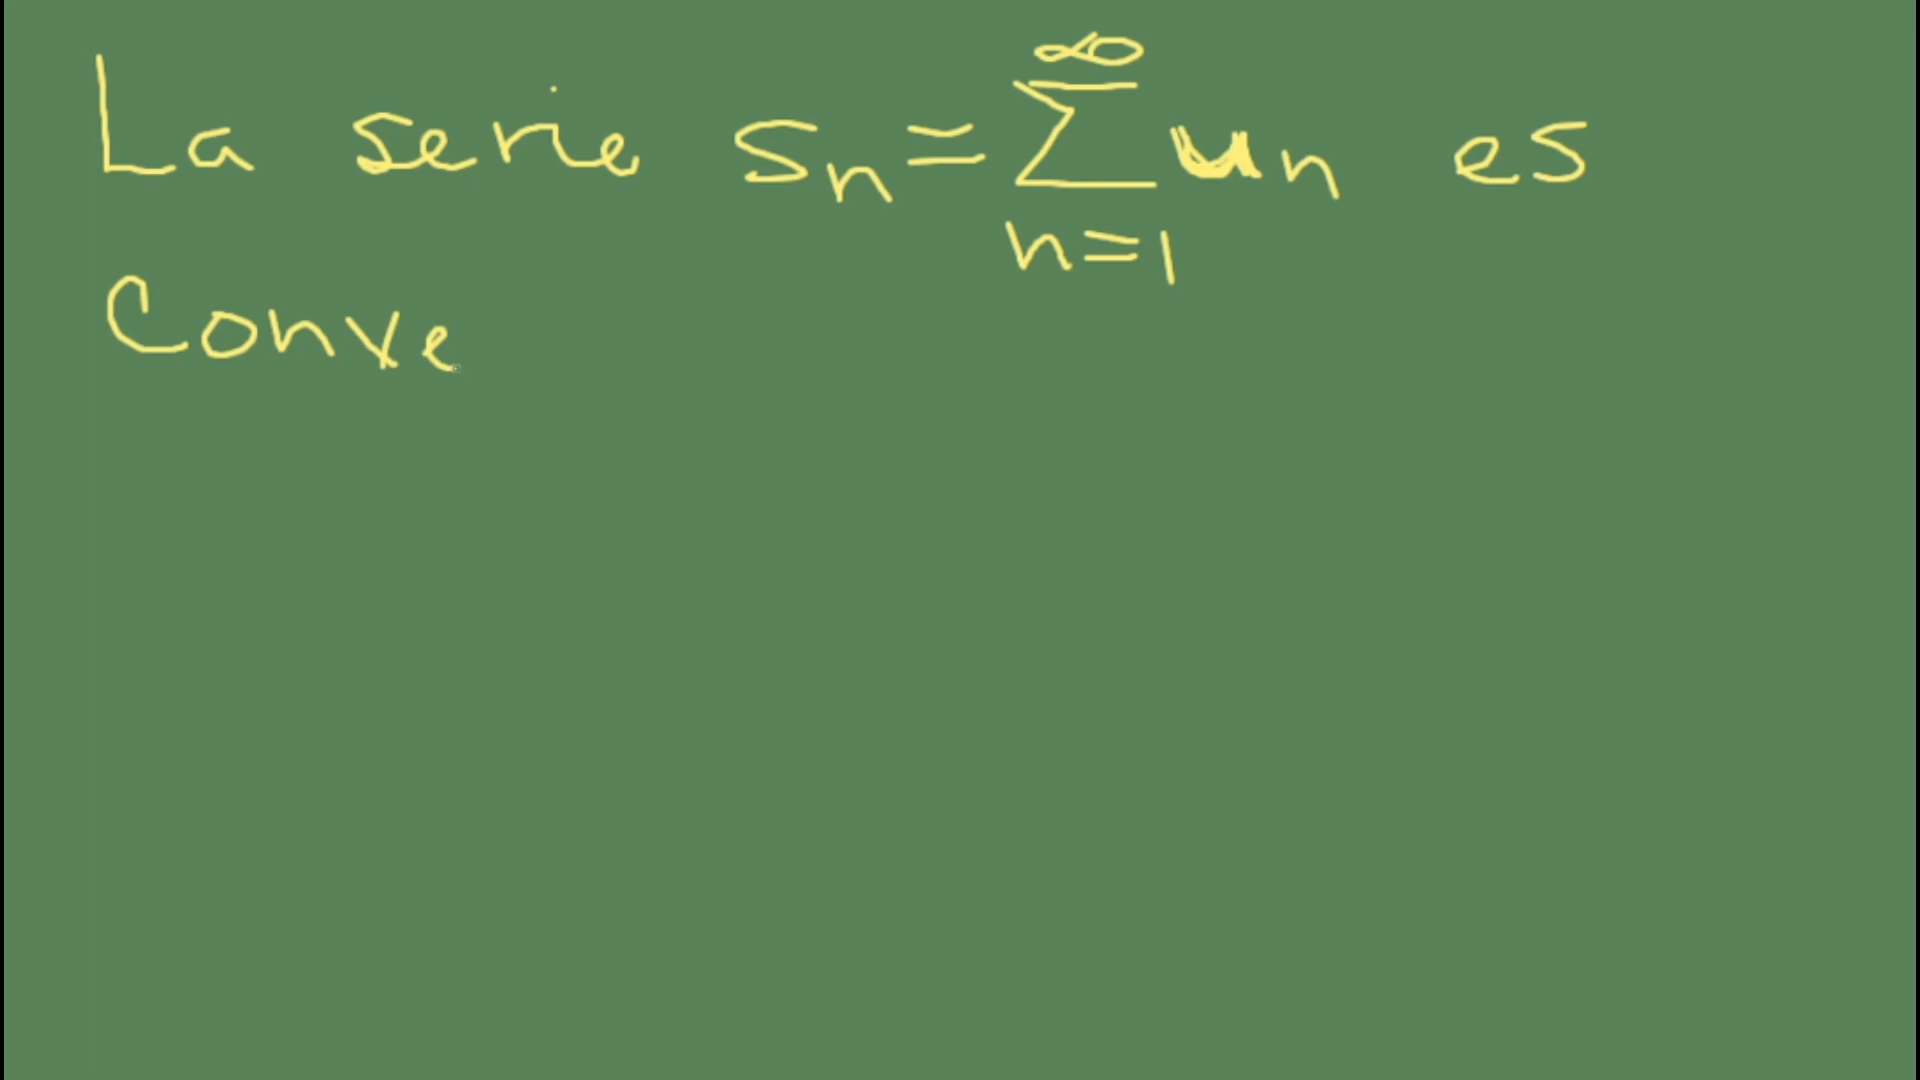 La serie Sn = ∞∑n=1 un es
Conve